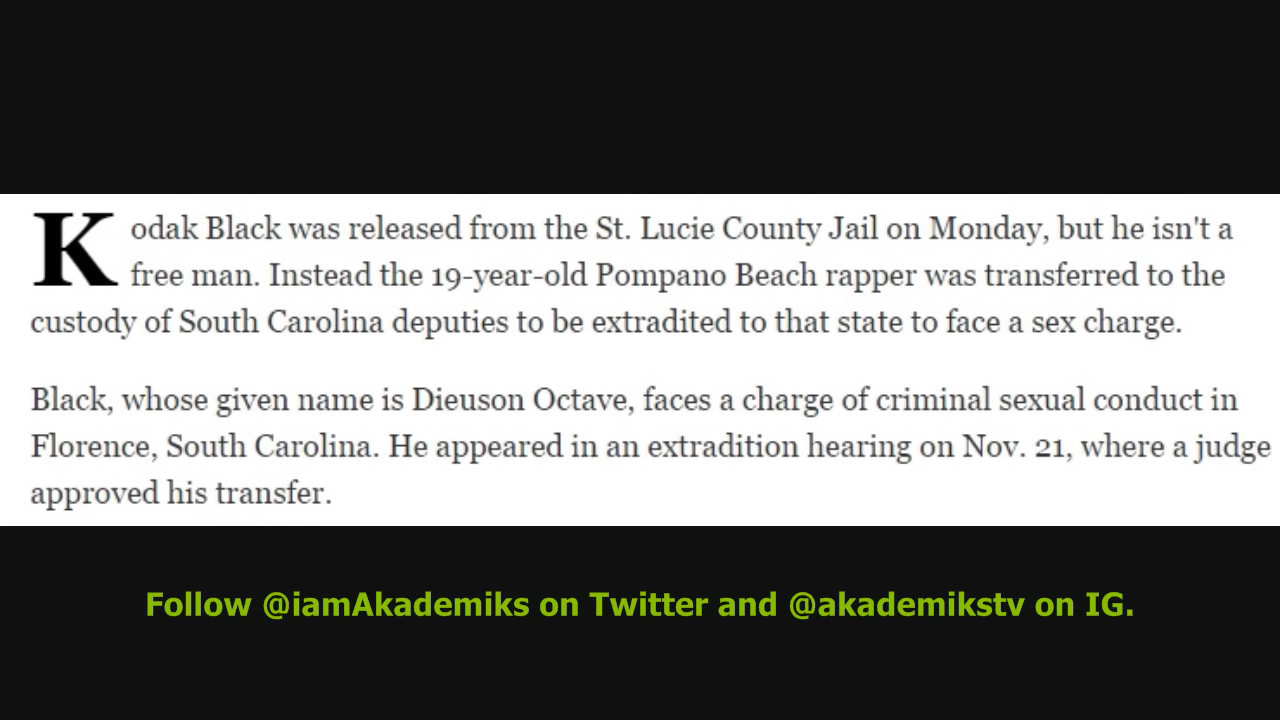 Kodak Black was released from the St. Lucie County Jail on Monday, but he isn't a
free man. Instead the 19-year-old Pompano Beach rapper was transferred to the
custody of South Carolina deputies to be extradited to that state to face a sex charge.
Black, whose given name is Dieuson Octave, faces a charge of criminal sexual conduct in
Florence, South Carolina. He appeared in an extradition hearing on Nov. 21, where a judge
approved his transfer.
Follow @iamAkademiks on Twitter and @akademikstv on IG.